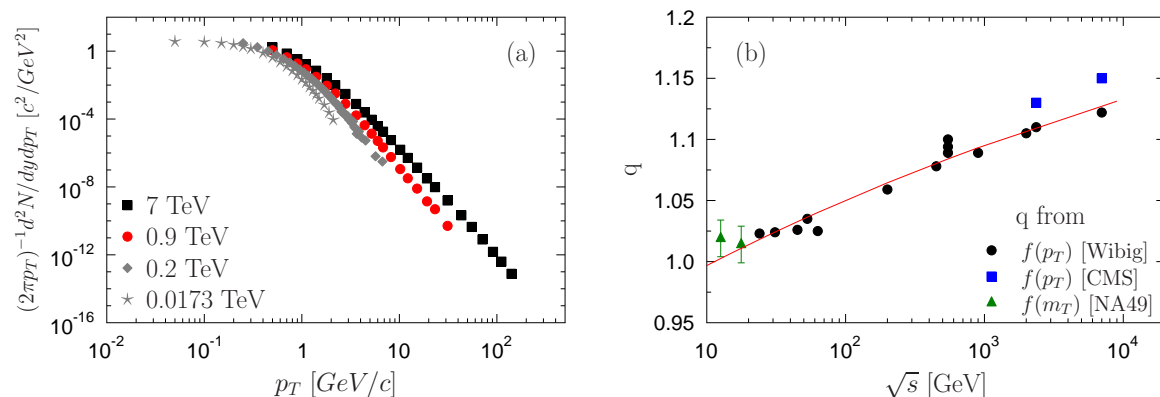 (2πp_T)^{-1}d^2N/dydp_T [c^2/GeV^2]
1
10^{-4}
10^{-8}
10^{-12}
10^{-16}
(a)
7 TeV
0.9 TeV
0.2 TeV
0.0173 TeV
10^{-2} 10^{-1} 1 10 10^2
p_T [GeV/c]
q
1.2
1.15
1.1
1.05
1.0
0.95
(b)
q from
f(p_T) [Wibig]
f(p_T) [CMS]
f(m_T) [NA49]
10 10^2 10^3 10^4
√s [GeV]